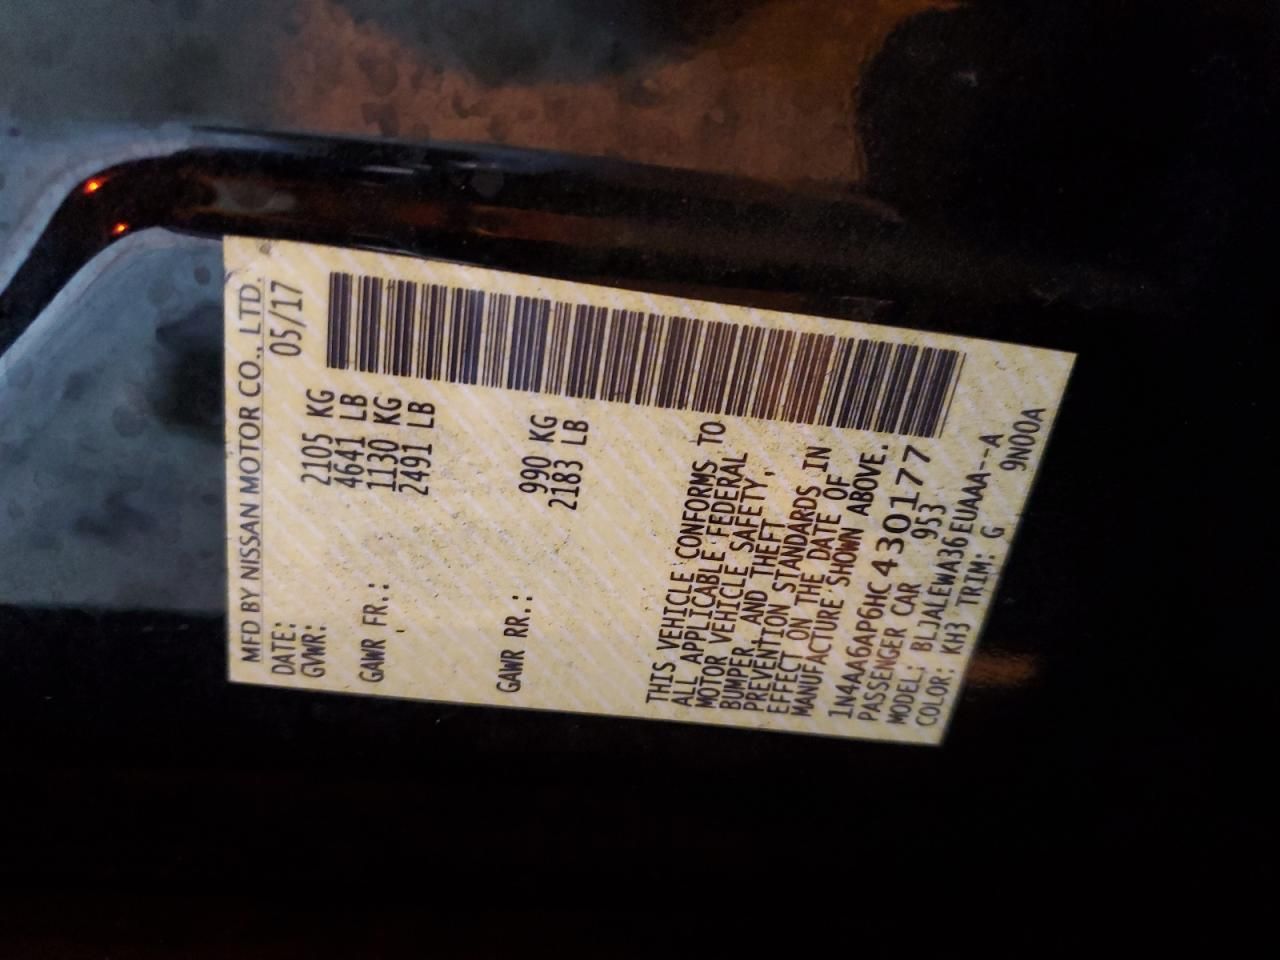 MFD BY NISSAN MOTOR CO., LTD.
DATE: 05/17
GVWR: 2105 KG
4641 LB
GAWR FR.: 1130 KG
2491 LB
GAWR RR.: 990 KG
2183 LB
THIS VEHICLE CONFORMS TO
ALL APPLICABLE FEDERAL
MOTOR VEHICLE SAFETY,
BUMPER, AND THEFT
PREVENTION STANDARDS IN
EFFECT ON THE DATE OF
MANUFACTURE SHOWN ABOVE.
1N4AA6AP6HC430177
PASSENGER CAR 953
MODEL: BLJALEWA36EUAAA--A
COLOR: KH3 TRIM: G 9N00A